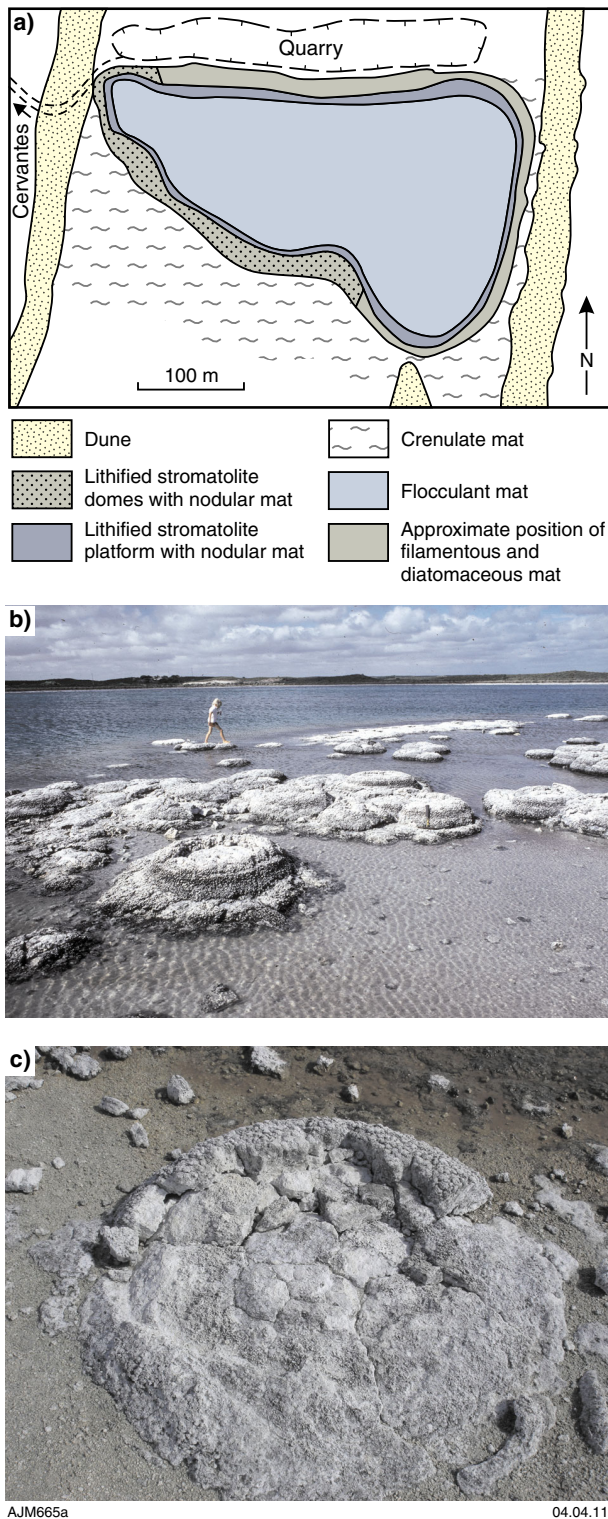 a)
Quarry
Cervantes
100 m
N
Dune
Crenulate mat
Lithified stromatolite
domes with nodular mat
Flocculant mat
Lithified stromatolite
platform with nodular mat
Approximate position of
filamentous and
diatomaceous mat
b)
c)
AJM665a
04.04.11